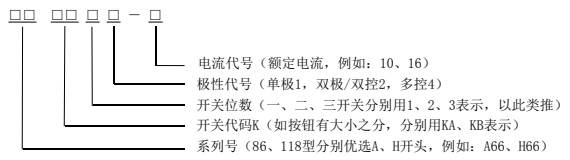 □□ □□ □ □ - □
电流代号（额定电流，例如：10、16）
极性代号（单极1，双极/双控2，多控4）
开关位数（一、二、三开关分别用1、2、3表示，以此类推）
开关代码K（如按钮有大小之分，分别用KA、KB表示）
系列号（86、118型分别优选A、H开头，例如：A66、H66）